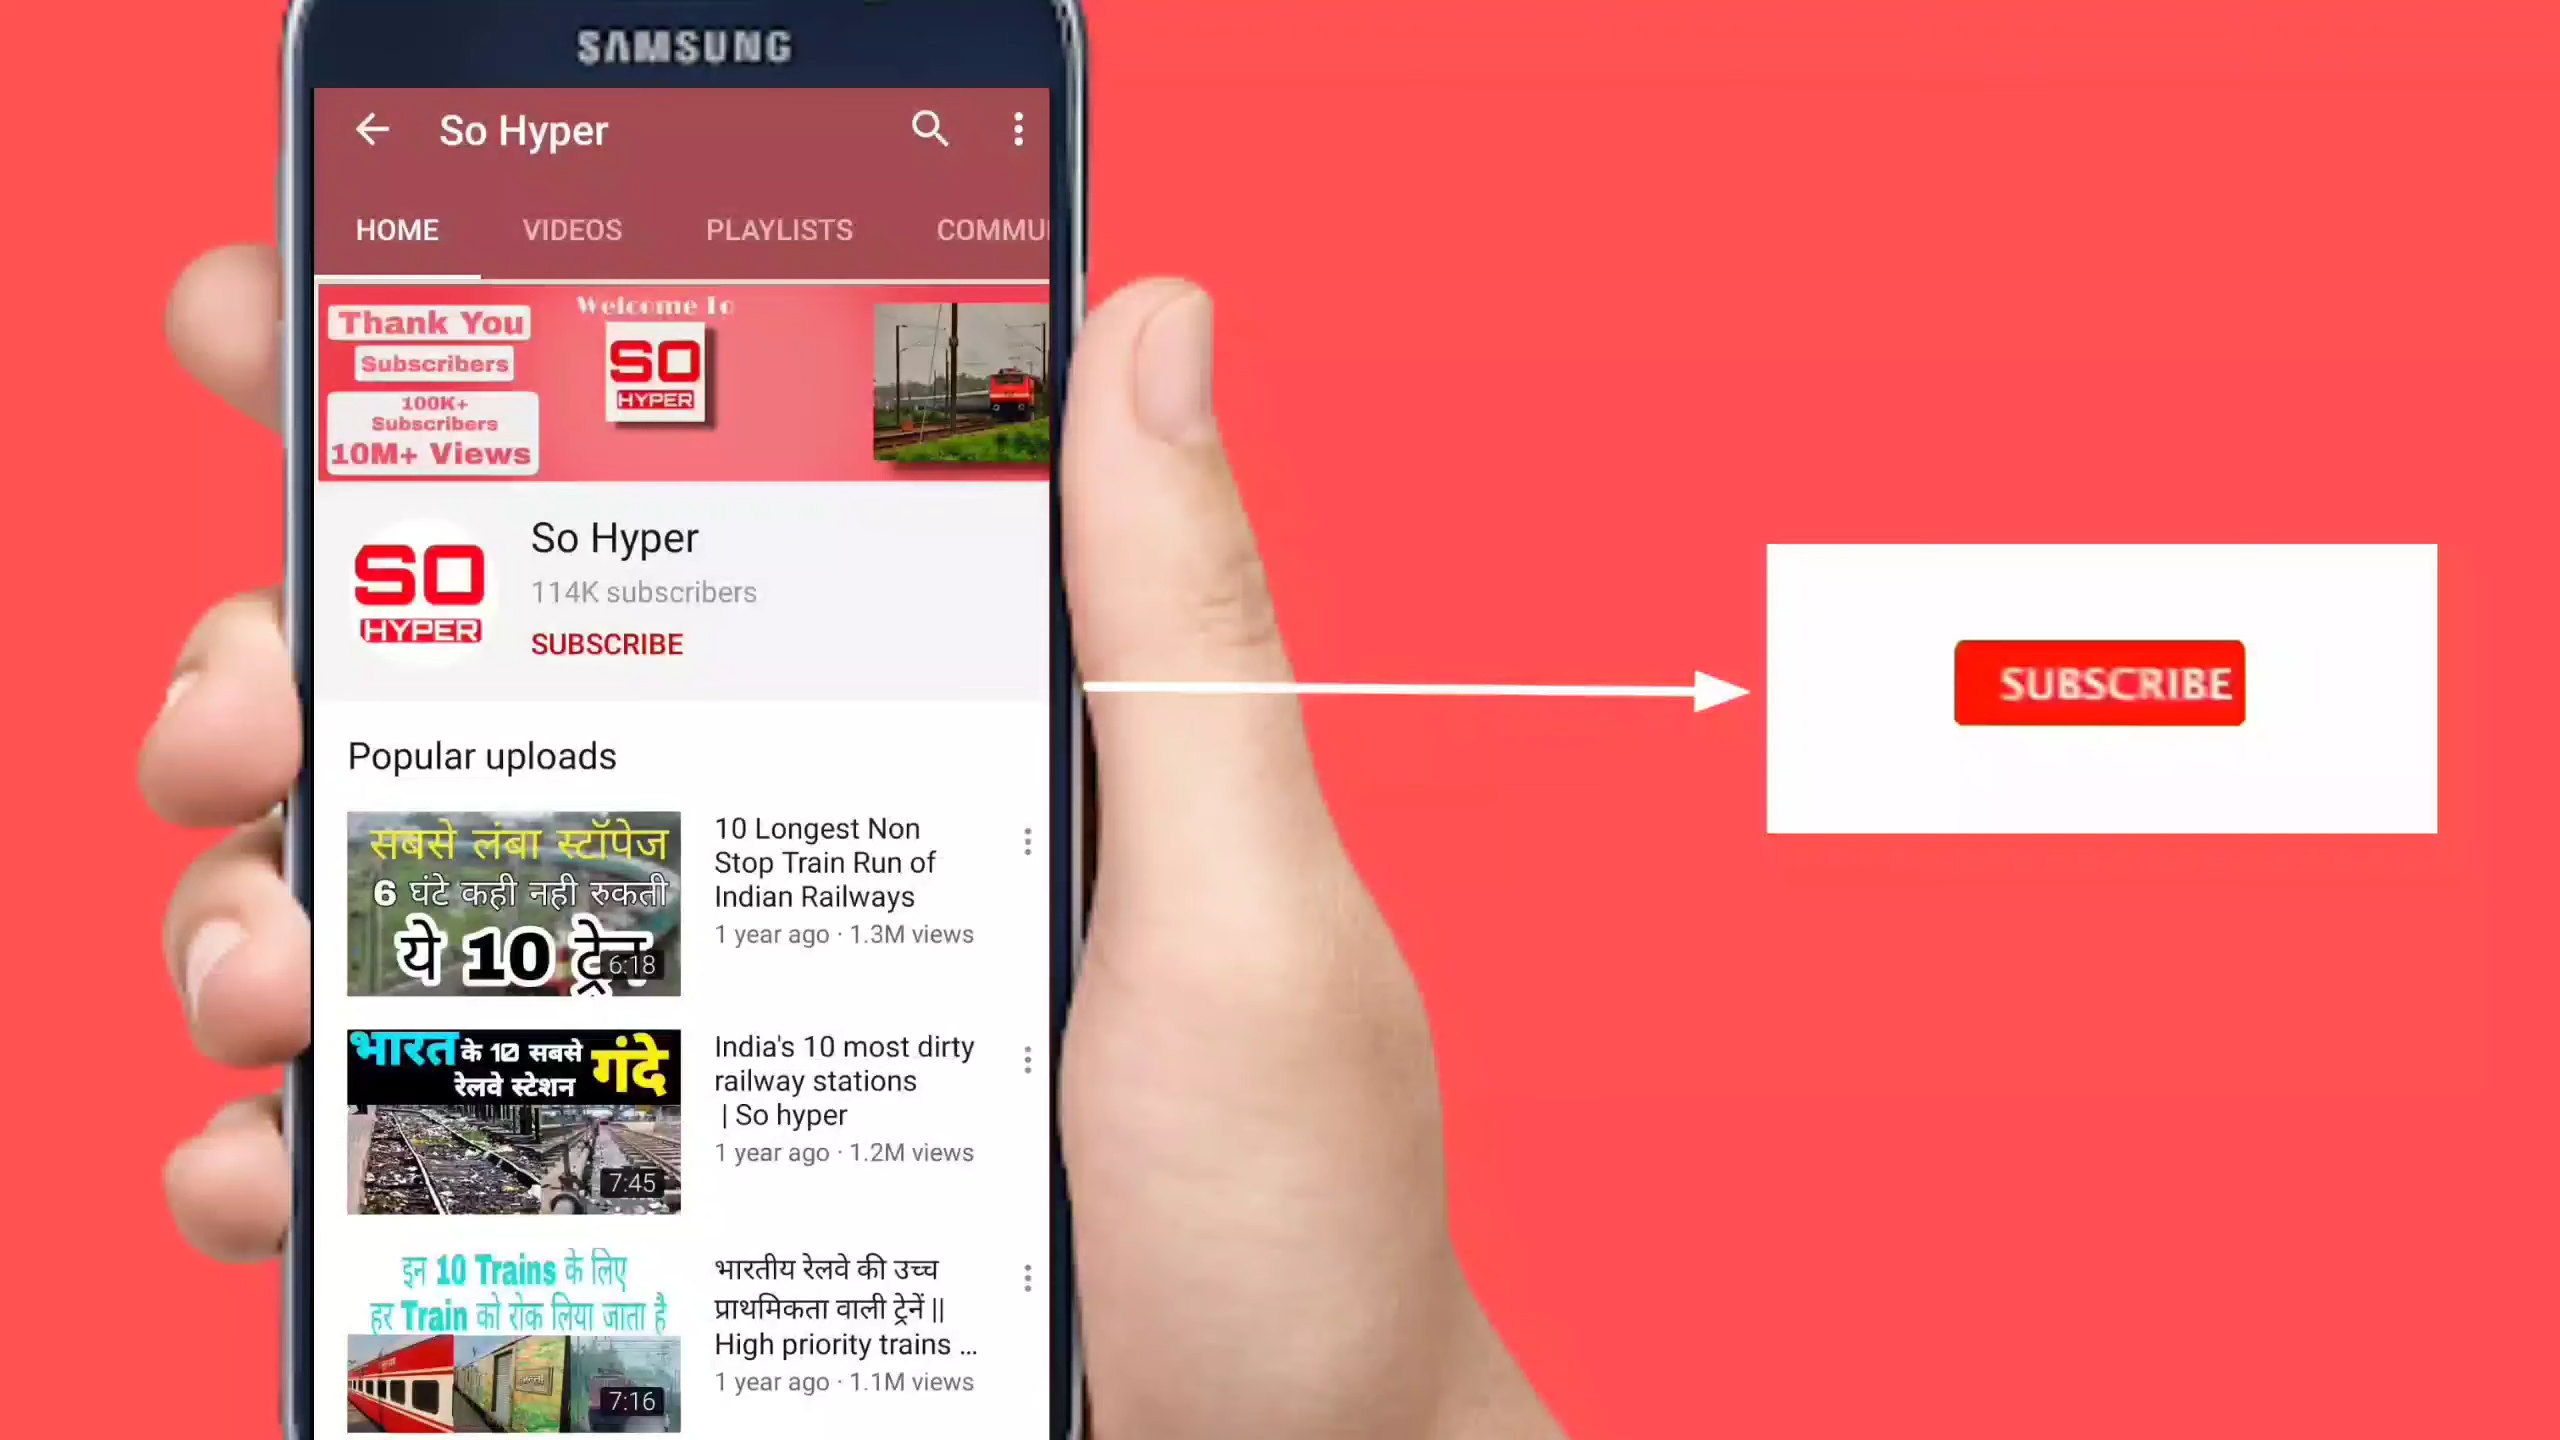 SAMSUNG
So Hyper
HOME VIDEOS PLAYLISTS COMMU
Thank You
Subscribers
100K+
Subscribers
10M+ Views
Welcome To
SO
HYPER
SO
HYPER
So Hyper
114K subscribers
SUBSCRIBE
SUBSCRIBE
Popular uploads
सबसे लंबा स्टॉपेज
6 घंटे कही नही रुकती
ये 10 ट्रेन
6:18
10 Longest Non
Stop Train Run of
Indian Railways
1 year ago · 1.3M views
भारत के 10 सबसे गंदे
रेलवे स्टेशन
7:45
India's 10 most dirty
railway stations
| So hyper
1 year ago · 1.2M views
इन 10 Trains के लिए
हर Train को रोक लिया जाता है
7:16
भारतीय रेलवे की उच्च
प्राथमिकता वाली ट्रेनें ||
High priority trains ...
1 year ago · 1.1M views